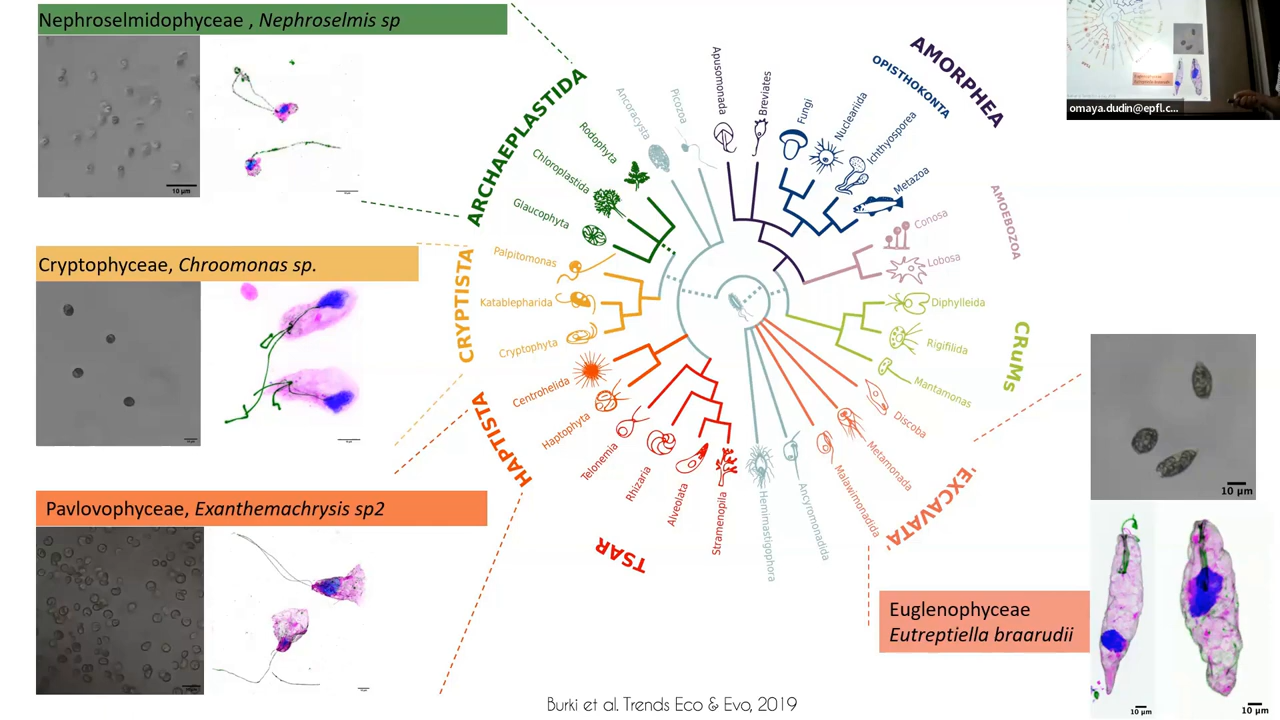 Nephroselmidophyceae , Nephroselmis sp
10 µm
Cryptophyceae, Chroomonas sp.
Pavlovophyceae, Exanthemachrysis sp2
ARCHAEPLASTIDA
Glaucophyta
Chloroplastida
Rodophyta
Ancoracysta
Picozoa
Apusomonada
Breviates
AMORPHEA
OPISTHOKONTA
Fungi
Nucleariida
Ichthyosporea
Metazoa
AMOEBOZOA
Conosa
Lobosa
CRuMs
Diphylleida
Rigifilida
Mantamonas
'EXCAVATA'
Discoba
Metamonada
Malawimonadida
Ancyromonadida
Hemimastigophora
TSAR
Stramenopila
Alveolata
Rhizaria
Telonemia
HAPTISTA
Haptophyta
Centrohelida
CRYPTISTA
Cryptophyta
Katablepharida
Palpitomonas
omaya.dudin@epfl.c...
10 µm
Euglenophyceae
Eutreptiella braarudii
10 µm
10 µm
Burki et al. Trends Eco & Evo, 2019